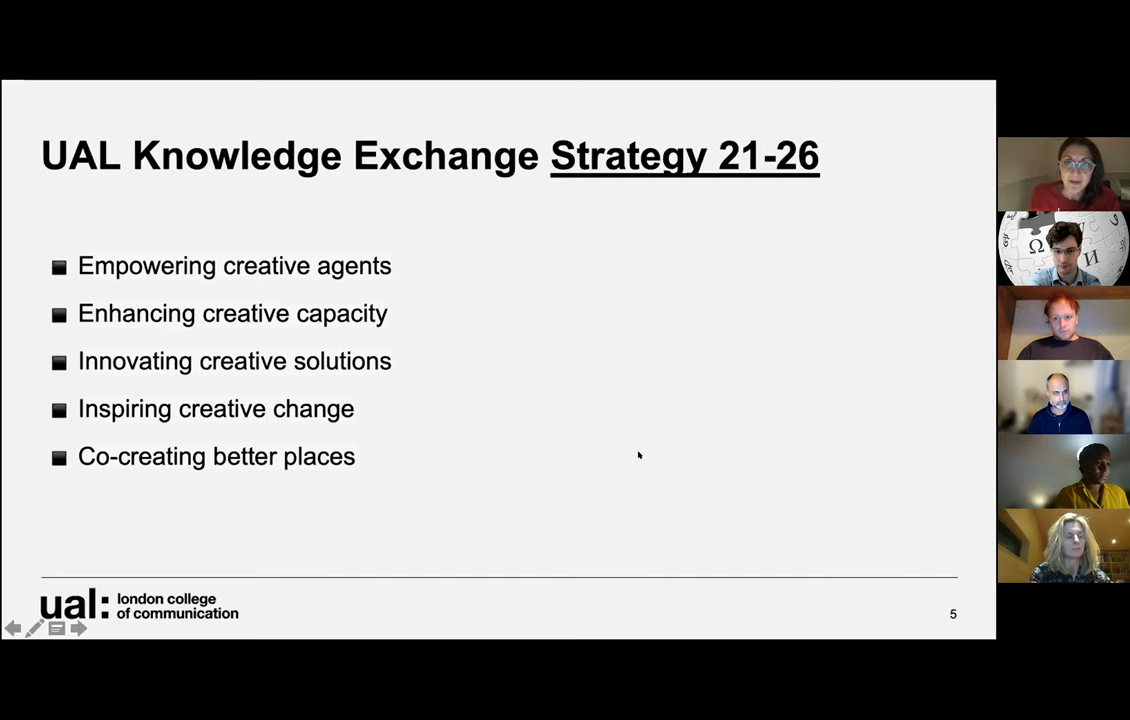 UAL Knowledge Exchange Strategy 21-26
Empowering creative agents
Enhancing creative capacity
Innovating creative solutions
Inspiring creative change
Co-creating better places
ual: london college
of communication
5
Ω
W
И